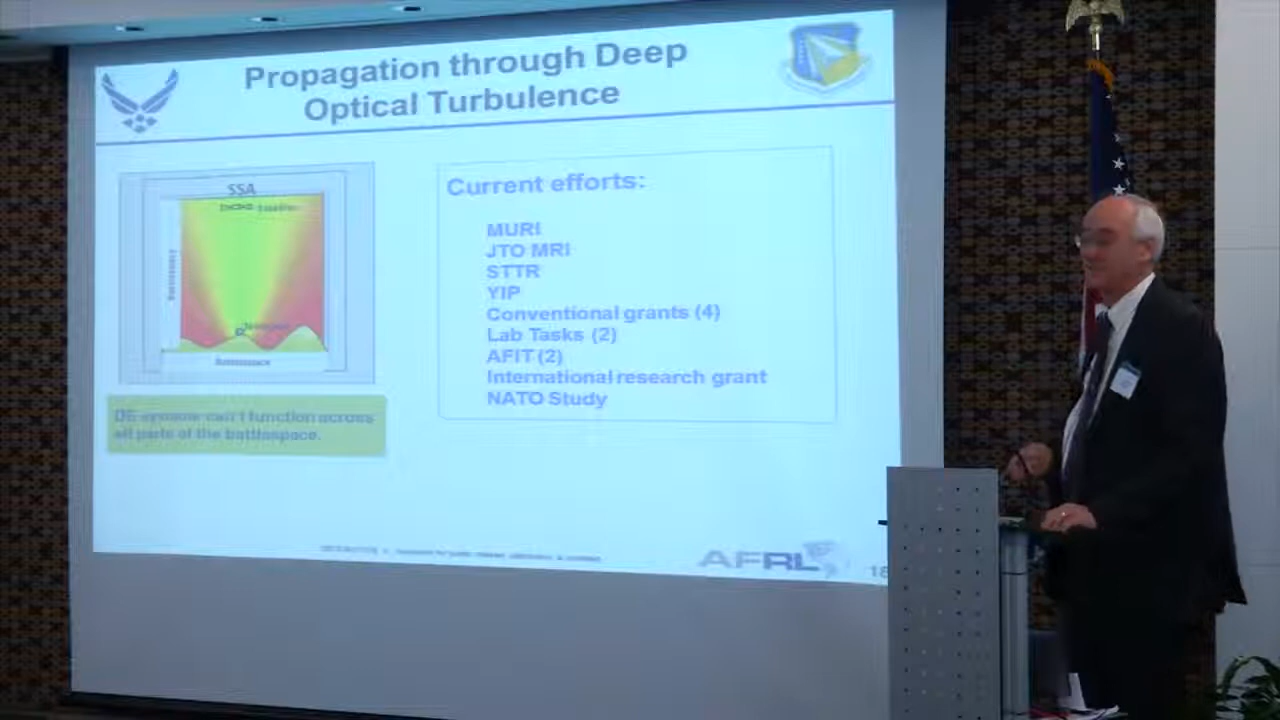 Propagation through Deep
Optical Turbulence
SSA
Current efforts:
MURI
JTO MRI
STTR
YIP
Conventional grants (4)
Lab Tasks (2)
AFIT (2)
International research grant
NATO Study
DE systems can't function across
all parts of the battlespace.
AFRL
18